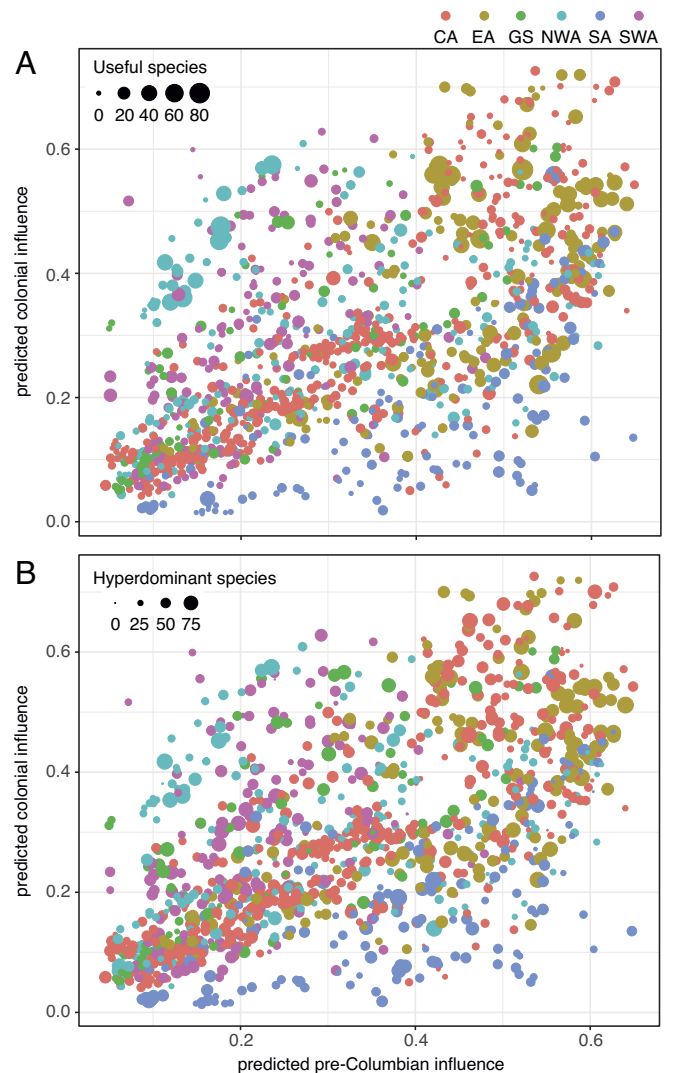 CA EA GS NWA SA SWA
A
Useful species
0 20 40 60 80
0.6
0.4
0.2
0.0
predicted colonial influence
B
Hyperdominant species
0 25 50 75
0.6
0.4
0.2
0.0
predicted colonial influence
0.2 0.4 0.6
predicted pre-Columbian influence